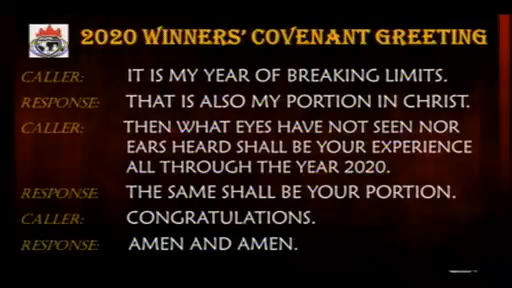 2020 WINNERS' COVENANT GREETING
CALLER: IT IS MY YEAR OF BREAKING LIMITS.
RESPONSE: THAT IS ALSO MY PORTION IN CHRIST.
CALLER: THEN WHAT EYES HAVE NOT SEEN NOR
EARS HEARD SHALL BE YOUR EXPERIENCE
ALL THROUGH THE YEAR 2020.
RESPONSE: THE SAME SHALL BE YOUR PORTION.
CALLER: CONGRATULATIONS.
RESPONSE: AMEN AND AMEN.